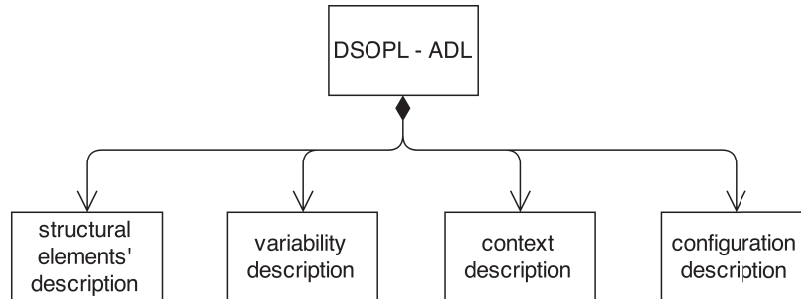 DSOPL - ADL
structural
elements'
description
variability
description
context
description
configuration
description